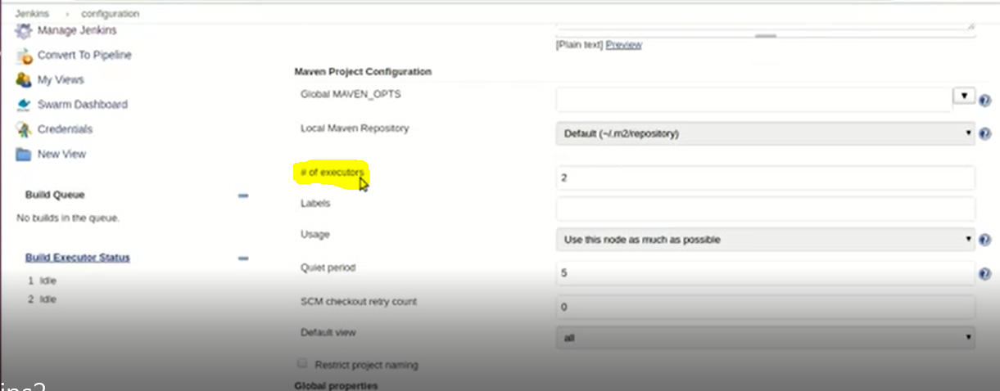 Jenkins › configuration
Manage Jenkins
Convert To Pipeline
My Views
Swarm Dashboard
Credentials
New View
Build Queue
No builds in the queue.
Build Executor Status
1 Idle
2 Idle
[Plain text] Preview
Maven Project Configuration
Global MAVEN_OPTS
Local Maven Repository Default (~/.m2/repository)
# of executors 2
Labels
Usage Use this node as much as possible
Quiet period 5
SCM checkout retry count 0
Default view all
Restrict project naming
Global properties